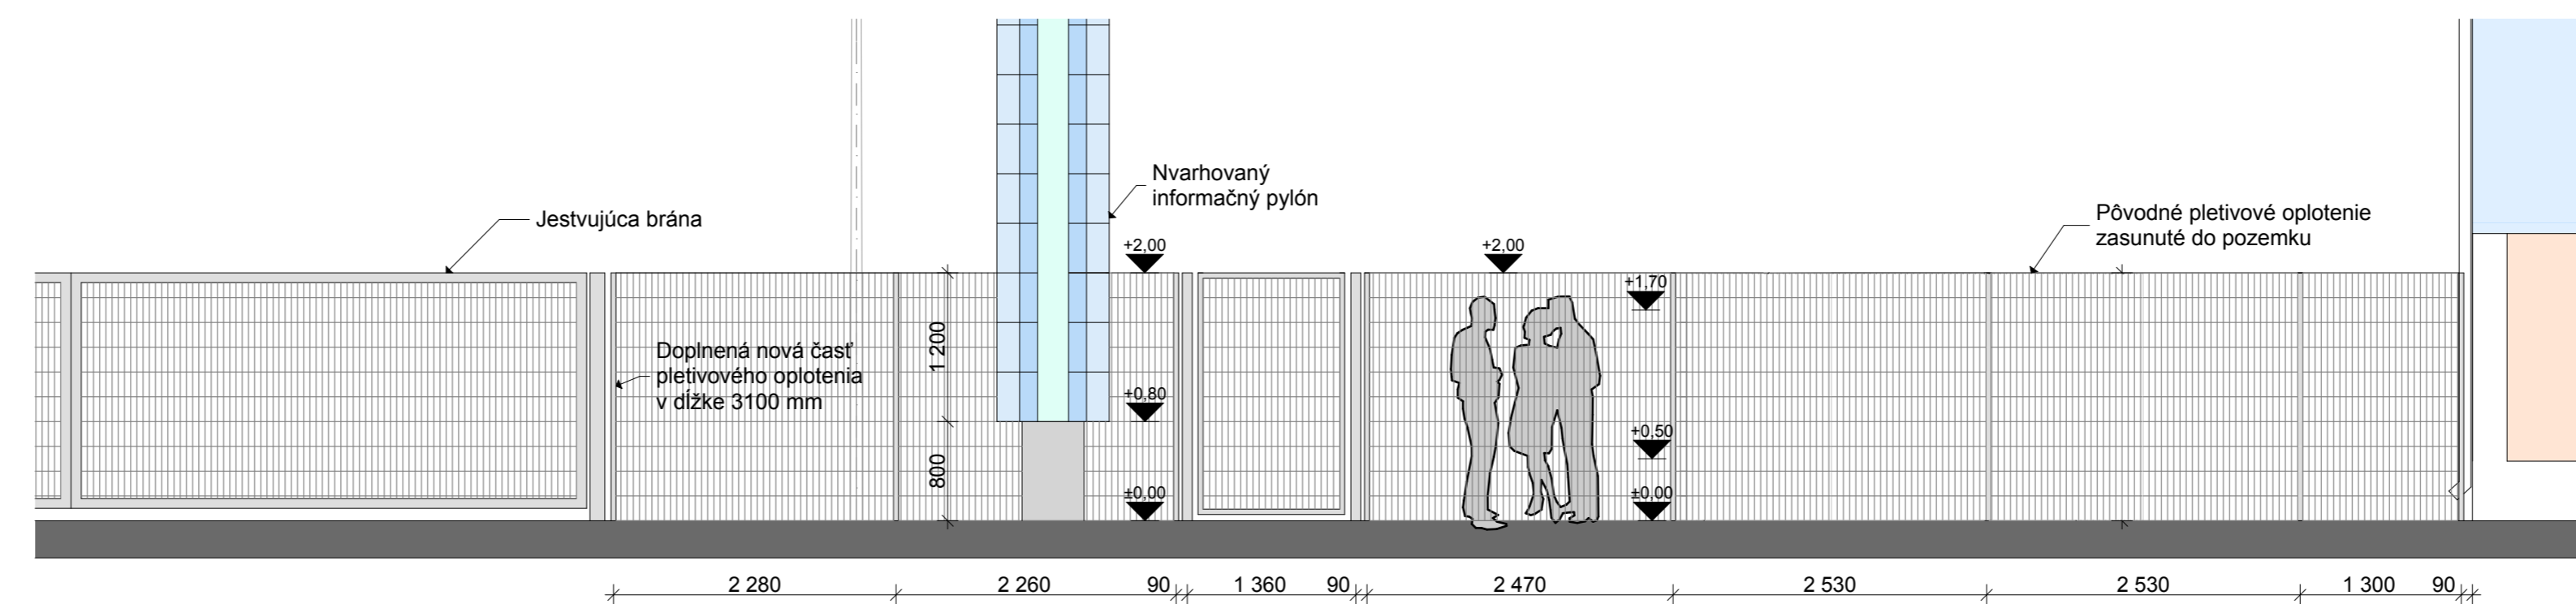 Nvarhovaný
informačný pylón
Jestvujúca brána
Pôvodné pletivové oplotenie
zasunuté do pozemku
+2,00
+2,00
+1,70
Doplnená nová časť
pletivového oplotenia
v dĺžke 3100 mm
1 200
+0,80
+0,50
800
±0,00
±0,00
2 280
2 260
90
1 360
90
2 470
2 530
2 530
1 300
90